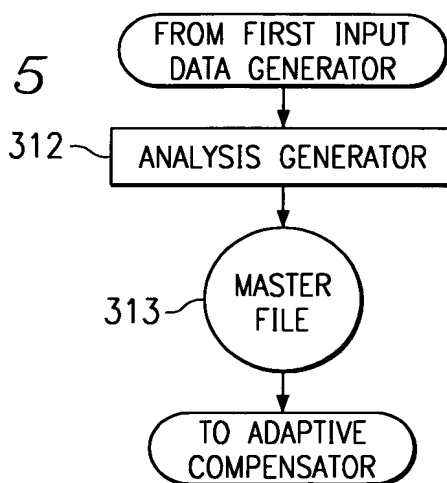 FROM FIRST INPUT
DATA GENERATOR
5
312
ANALYSIS GENERATOR
MASTER
FILE
313
TO ADAPTIVE
COMPENSATOR